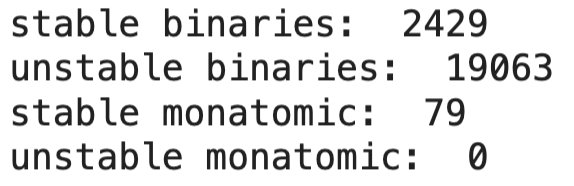 stable binaries:  2429
unstable binaries:  19063
stable monatomic:  79
unstable monatomic:  0